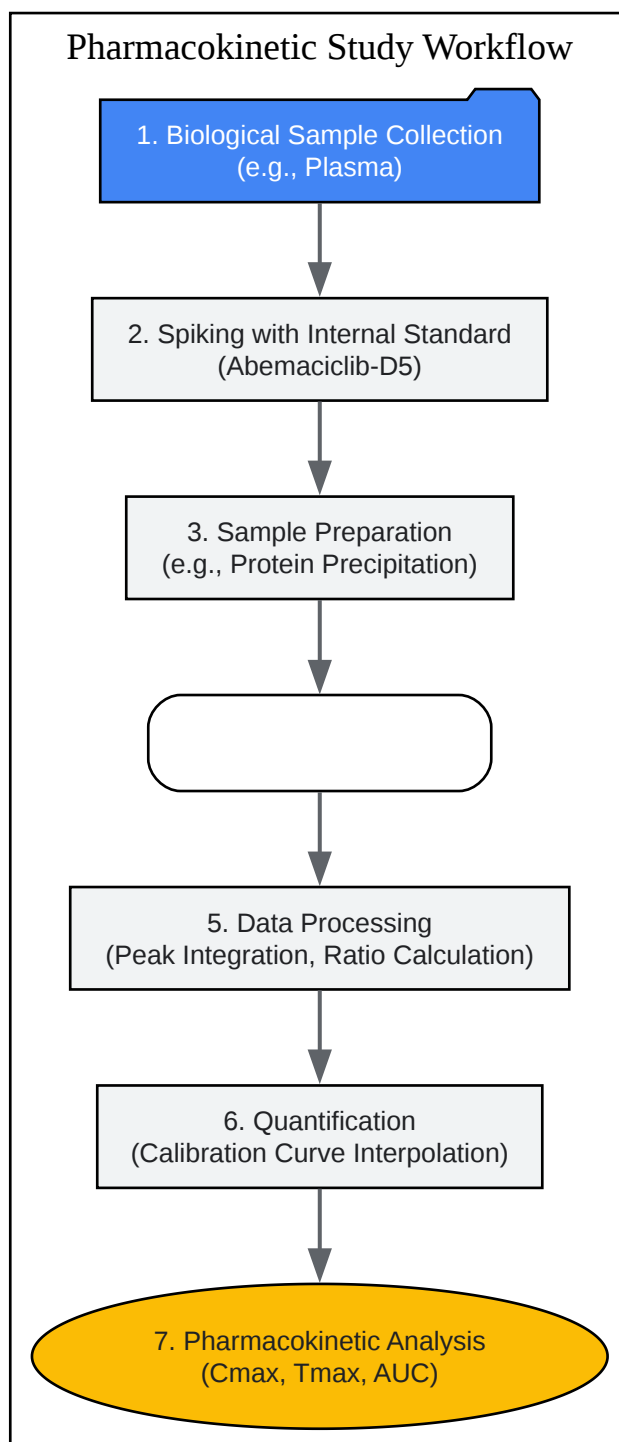 Pharmacokinetic Study Workflow
1. Biological Sample Collection
(e.g., Plasma)
2. Spiking with Internal Standard
(Abemaciclib-D5)
3. Sample Preparation
(e.g., Protein Precipitation)
5. Data Processing
(Peak Integration, Ratio Calculation)
6. Quantification
(Calibration Curve Interpolation)
7. Pharmacokinetic Analysis
(Cmax, Tmax, AUC)